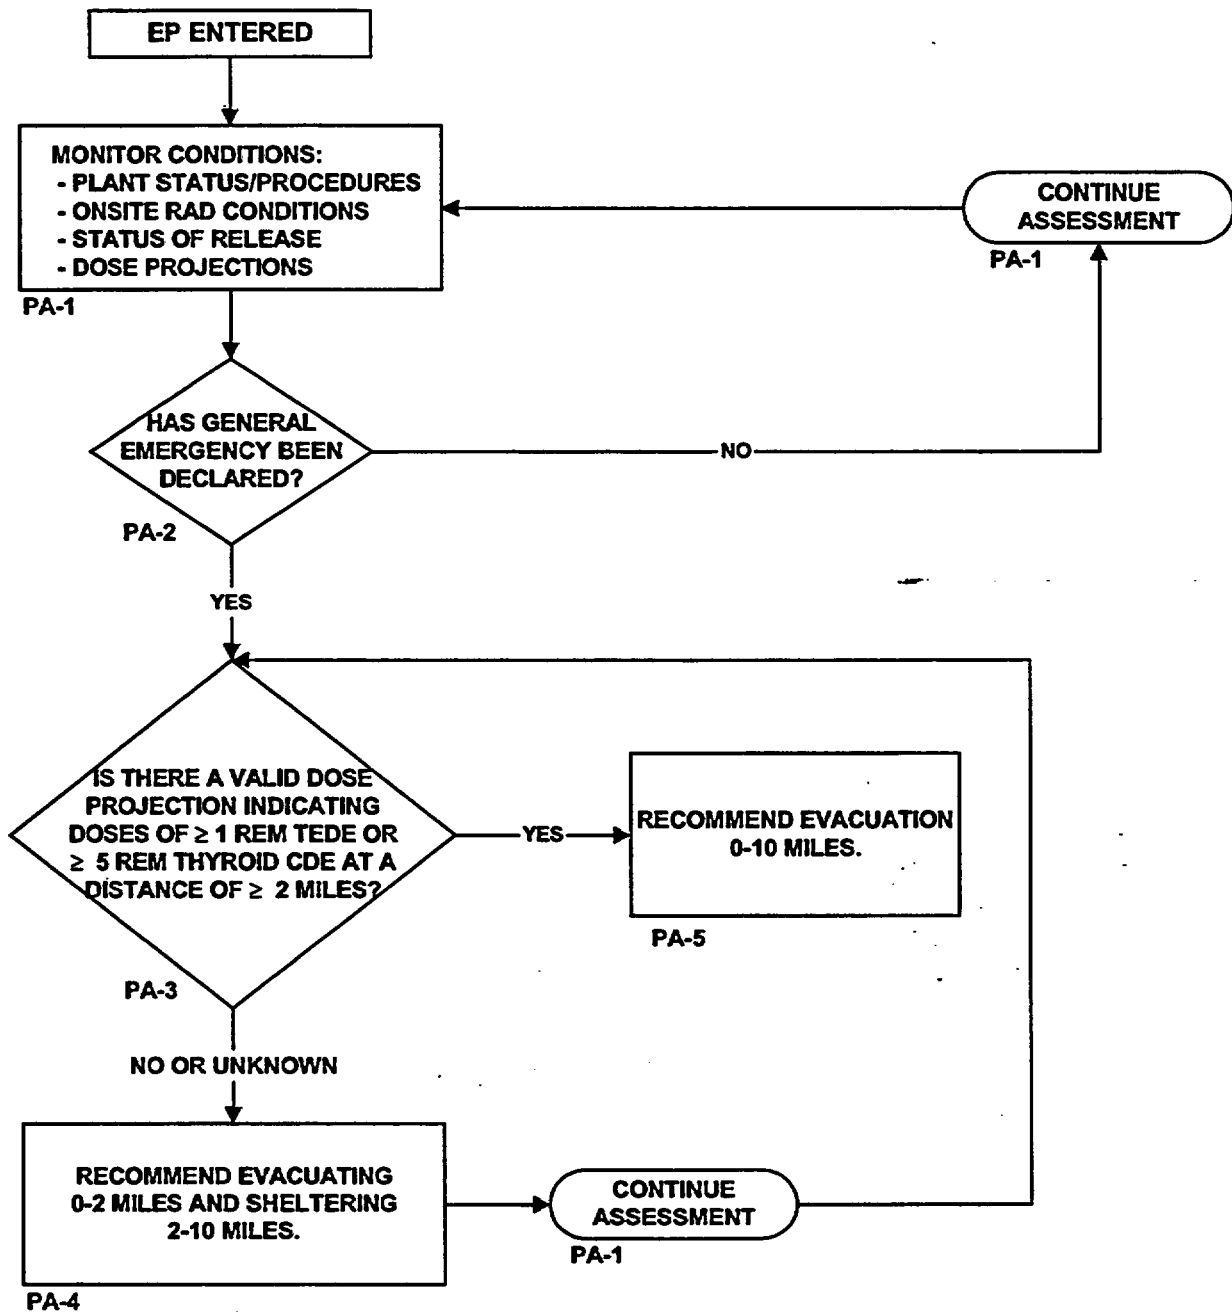 EP ENTERED
MONITOR CONDITIONS:
- PLANT STATUS/PROCEDURES
- ONSITE RAD CONDITIONS
- STATUS OF RELEASE
- DOSE PROJECTIONS
PA-1
CONTINUE
ASSESSMENT
PA-1
HAS GENERAL
EMERGENCY BEEN
DECLARED?
PA-2
NO
YES
IS THERE A VALID DOSE
PROJECTION INDICATING
DOSES OF ≥ 1 REM TEDE OR
≥ 5 REM THYROID CDE AT A
DISTANCE OF ≥ 2 MILES?
PA-3
YES
RECOMMEND EVACUATION
0-10 MILES.
PA-5
NO OR UNKNOWN
RECOMMEND EVACUATING
0-2 MILES AND SHELTERING
2-10 MILES.
PA-4
CONTINUE
ASSESSMENT
PA-1